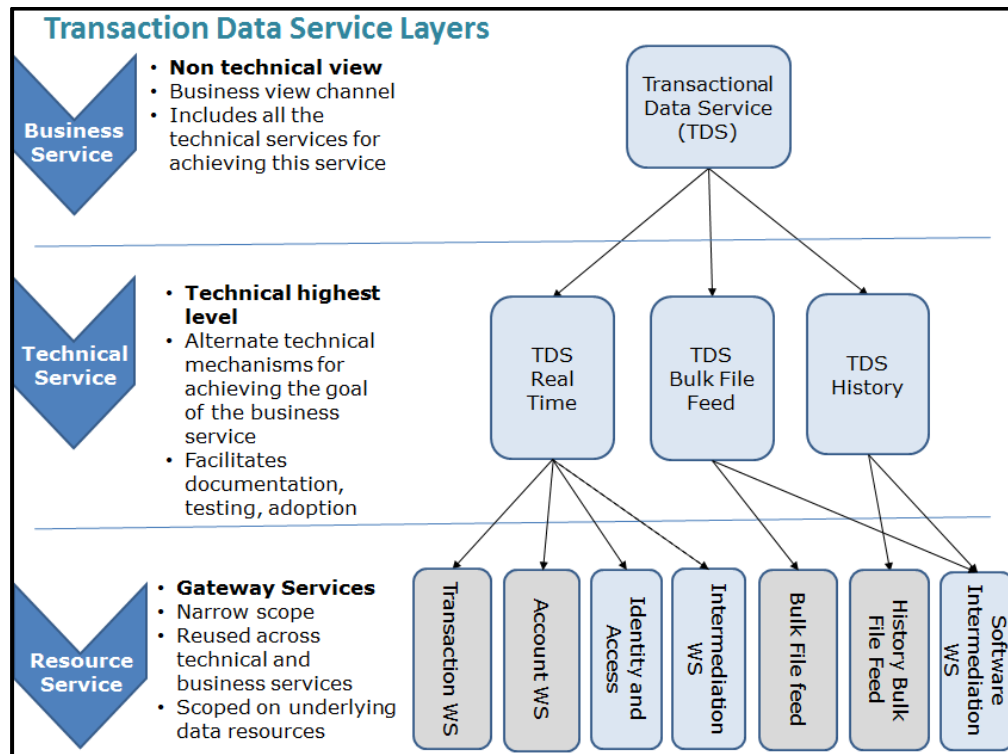 Transaction Data Service Layers
Business
Service
• Non technical view
• Business view channel
• Includes all the
technical services for
achieving this service
Transactional
Data Service
(TDS)
Technical
Service
• Technical highest
level
• Alternate technical
mechanisms for
achieving the goal
of the business
service
• Facilitates
documentation,
testing, adoption
TDS
Real
Time
TDS
Bulk File
Feed
TDS
History
Resource
Service
• Gateway Services
• Narrow scope
• Reused across
technical and
business services
• Scoped on underlying
data resources
Transaction WS
Account WS
Identity and
Access
Intermediation
WS
Bulk File feed
History Bulk
File Feed
Software
Intermediation
WS